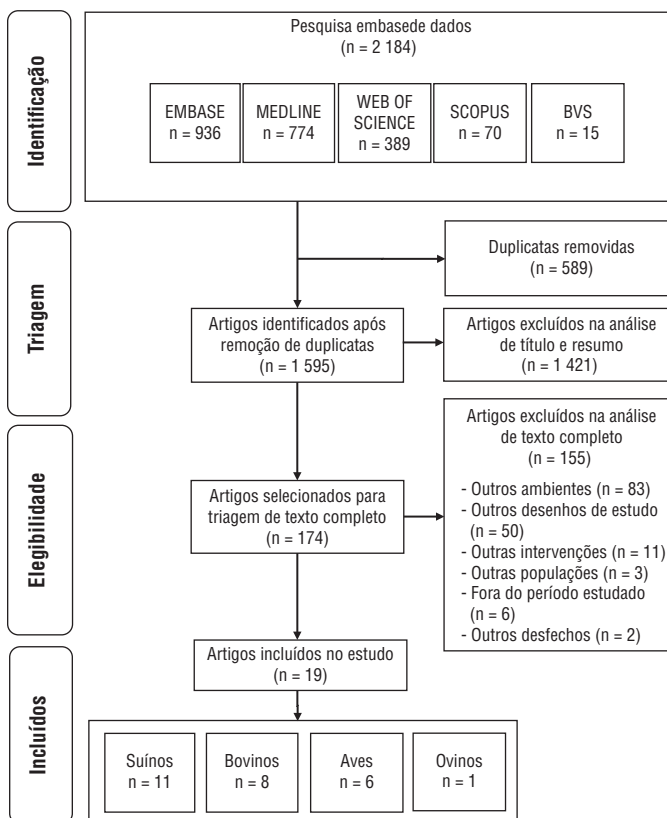 Identificação
Pesquisa embasede dados
(n = 2 184)
EMBASE
n = 936
MEDLINE
n = 774
WEB OF
SCIENCE
n = 389
SCOPUS
n = 70
BVS
n = 15
Triagem
Duplicatas removidas
(n = 589)
Artigos identificados após
remoção de duplicatas
(n = 1 595)
Artigos excluídos na análise
de título e resumo
(n = 1 421)
Elegibilidade
Artigos selecionados para
triagem de texto completo
(n = 174)
Artigos excluídos na análise
de texto completo
(n = 155)
- Outros ambientes (n = 83)
- Outros desenhos de estudo
(n = 50)
- Outras intervenções (n = 11)
- Outras populações (n = 3)
- Fora do período estudado
(n = 6)
- Outros desfechos (n = 2)
Incluídos
Artigos incluídos no estudo
(n = 19)
Suínos
n = 11
Bovinos
n = 8
Aves
n = 6
Ovinos
n = 1